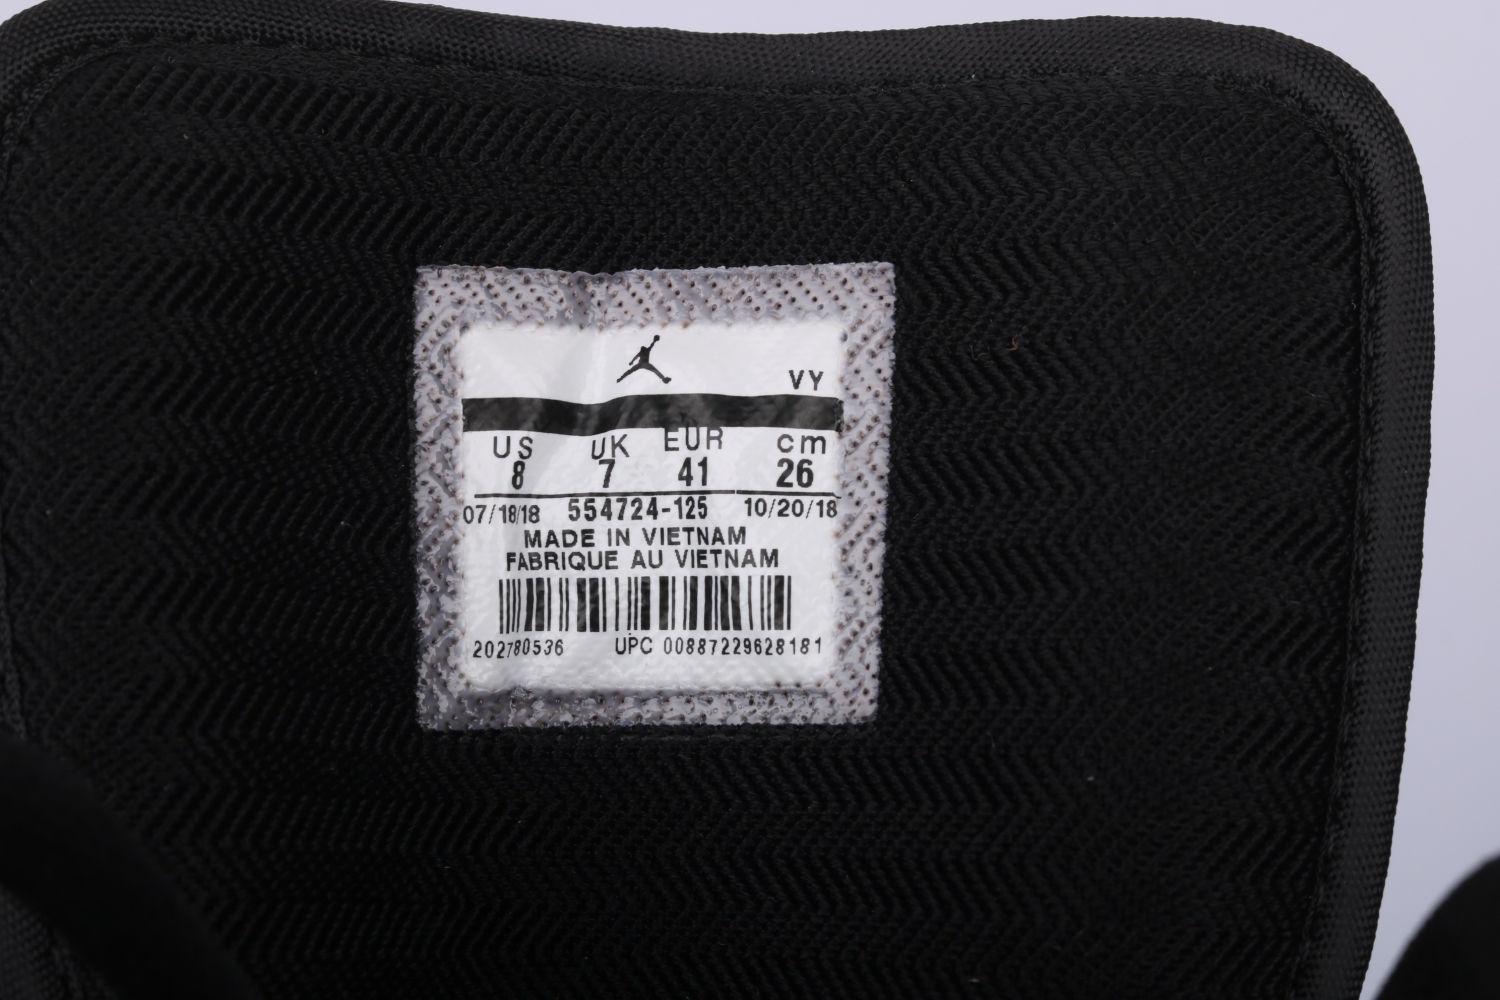 VY
US UK EUR cm
8 7 41 26
07/18/18 554724-125 10/20/18
MADE IN VIETNAM
FABRIQUE AU VIETNAM
202780536 UPC 00887229628181